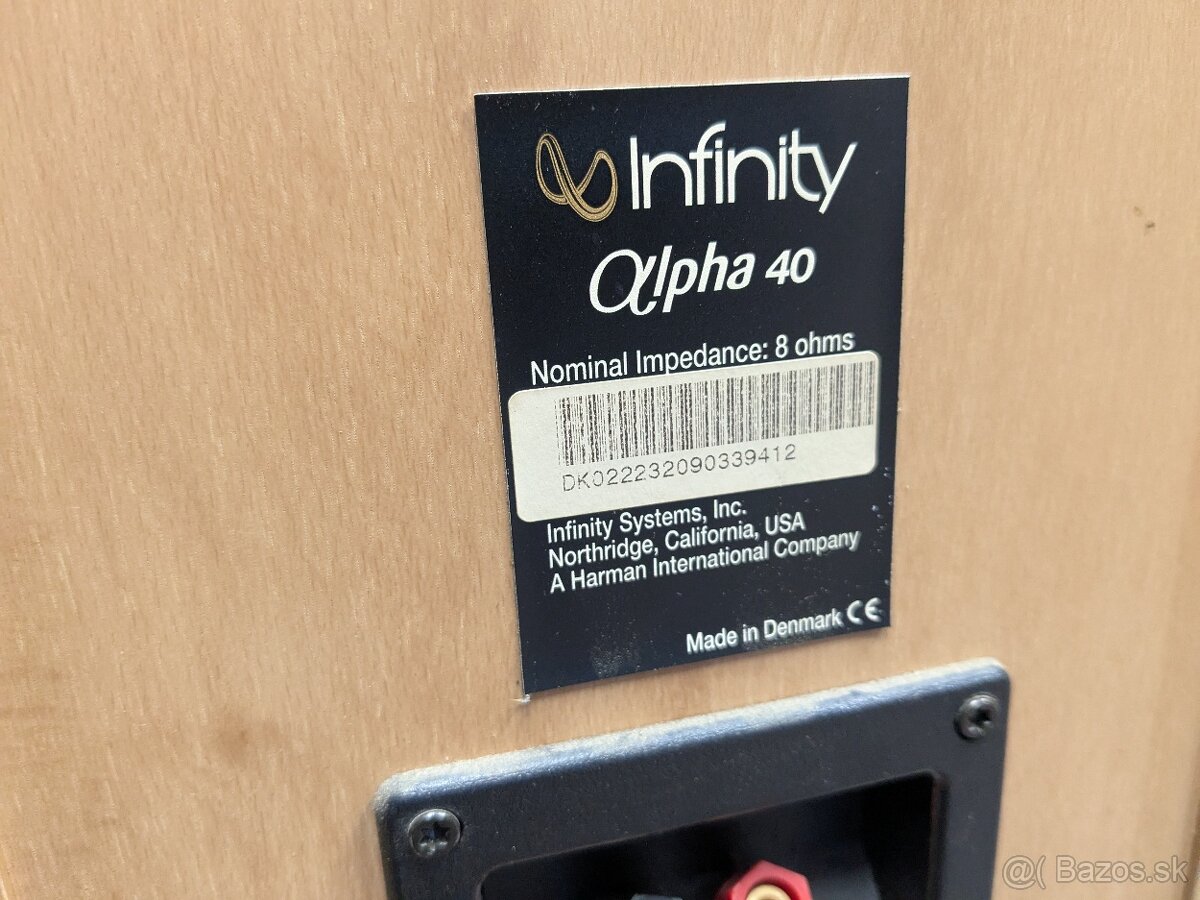 Infinity
αlpha 40
Nominal Impedance: 8 ohms
DK022232090339412
Infinity Systems, Inc.
Northridge, California, USA
A Harman International Company
Made in Denmark CE
@( Bazos.sk